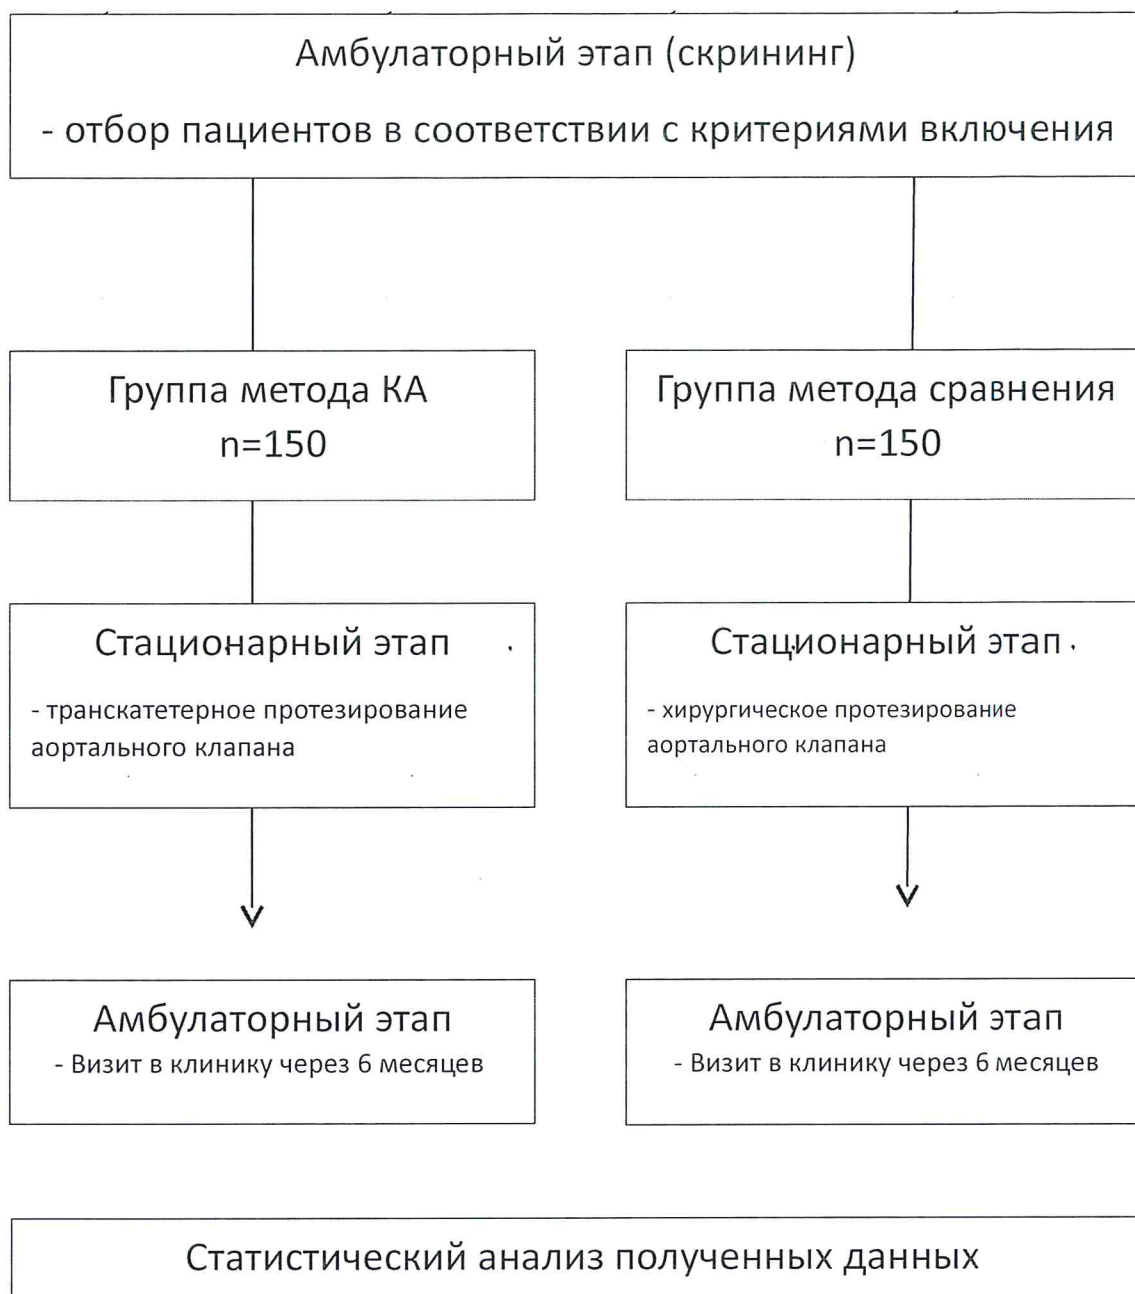 Амбулаторный этап (скрининг)
- отбор пациентов в соответствии с критериями включения
Группа метода КА
n=150
Группа метода сравнения
n=150
Стационарный этап
- транскатетерное протезирование
аортального клапана
Стационарный этап
- хирургическое протезирование
аортального клапана
Амбулаторный этап
- Визит в клинику через 6 месяцев
Амбулаторный этап
- Визит в клинику через 6 месяцев
Статистический анализ полученных данных